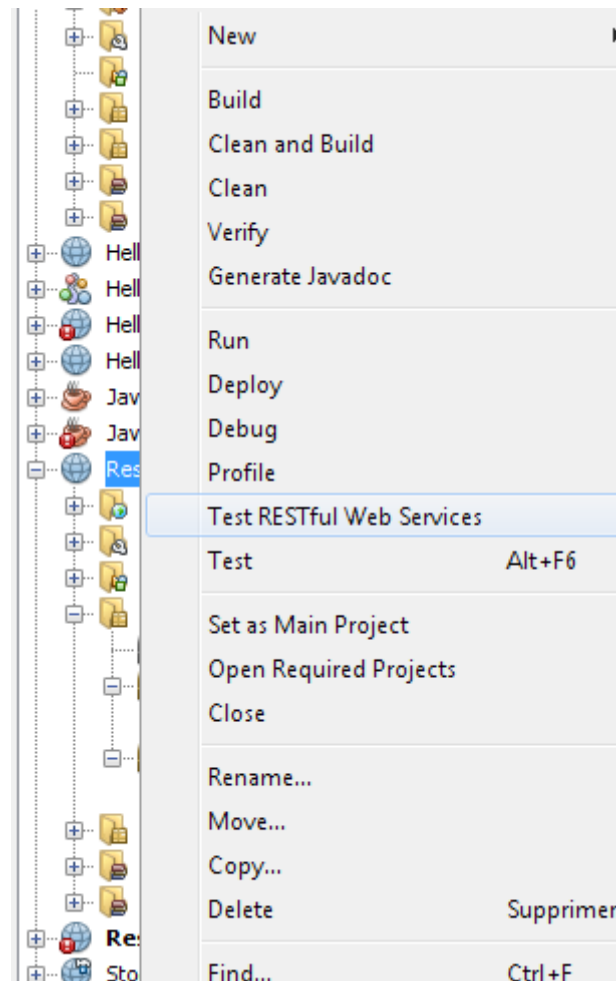 New
Build
Clean and Build
Clean
Verify
Hell
Generate Javadoc
Hell
Hell
Run
Hell
Deploy
Jav
Debug
Jav
Profile
Res
Test RESTful Web Services
Test Alt+F6
Set as Main Project
Open Required Projects
Close
Rename...
Move...
Copy...
Delete Supprimer
Res
Find... Ctrl+F
Sto